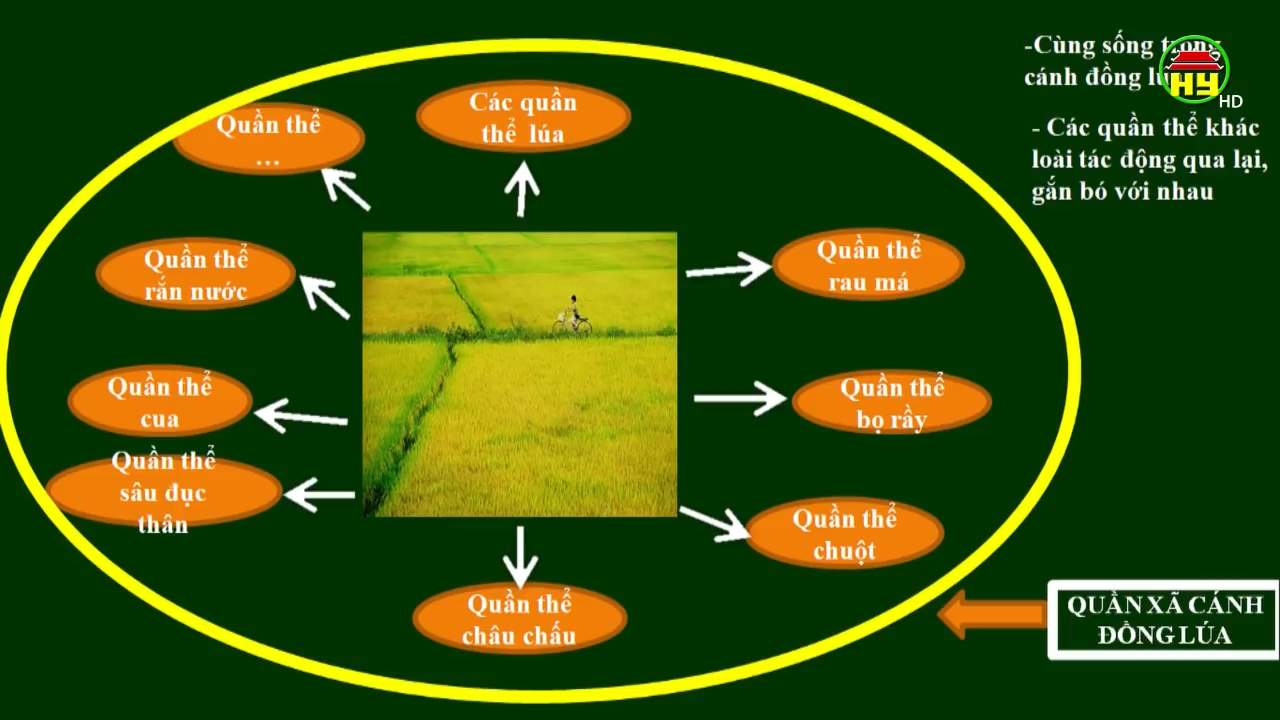 -Cùng sống trong
cánh đồng
HY
HD
- Các quần thể khác
loài tác động qua lại,
gắn bó với nhau
Quần thể
...
Các quần
thể lúa
Quần thể
rắn nước
Quần thể
rau má
Quần thể
cua
Quần thể
bọ rầy
Quần thể
sâu đục
thân
Quần thể
chuột
Quần thể
châu chấu
QUẦN XÃ CÁNH
ĐỒNG LÚA